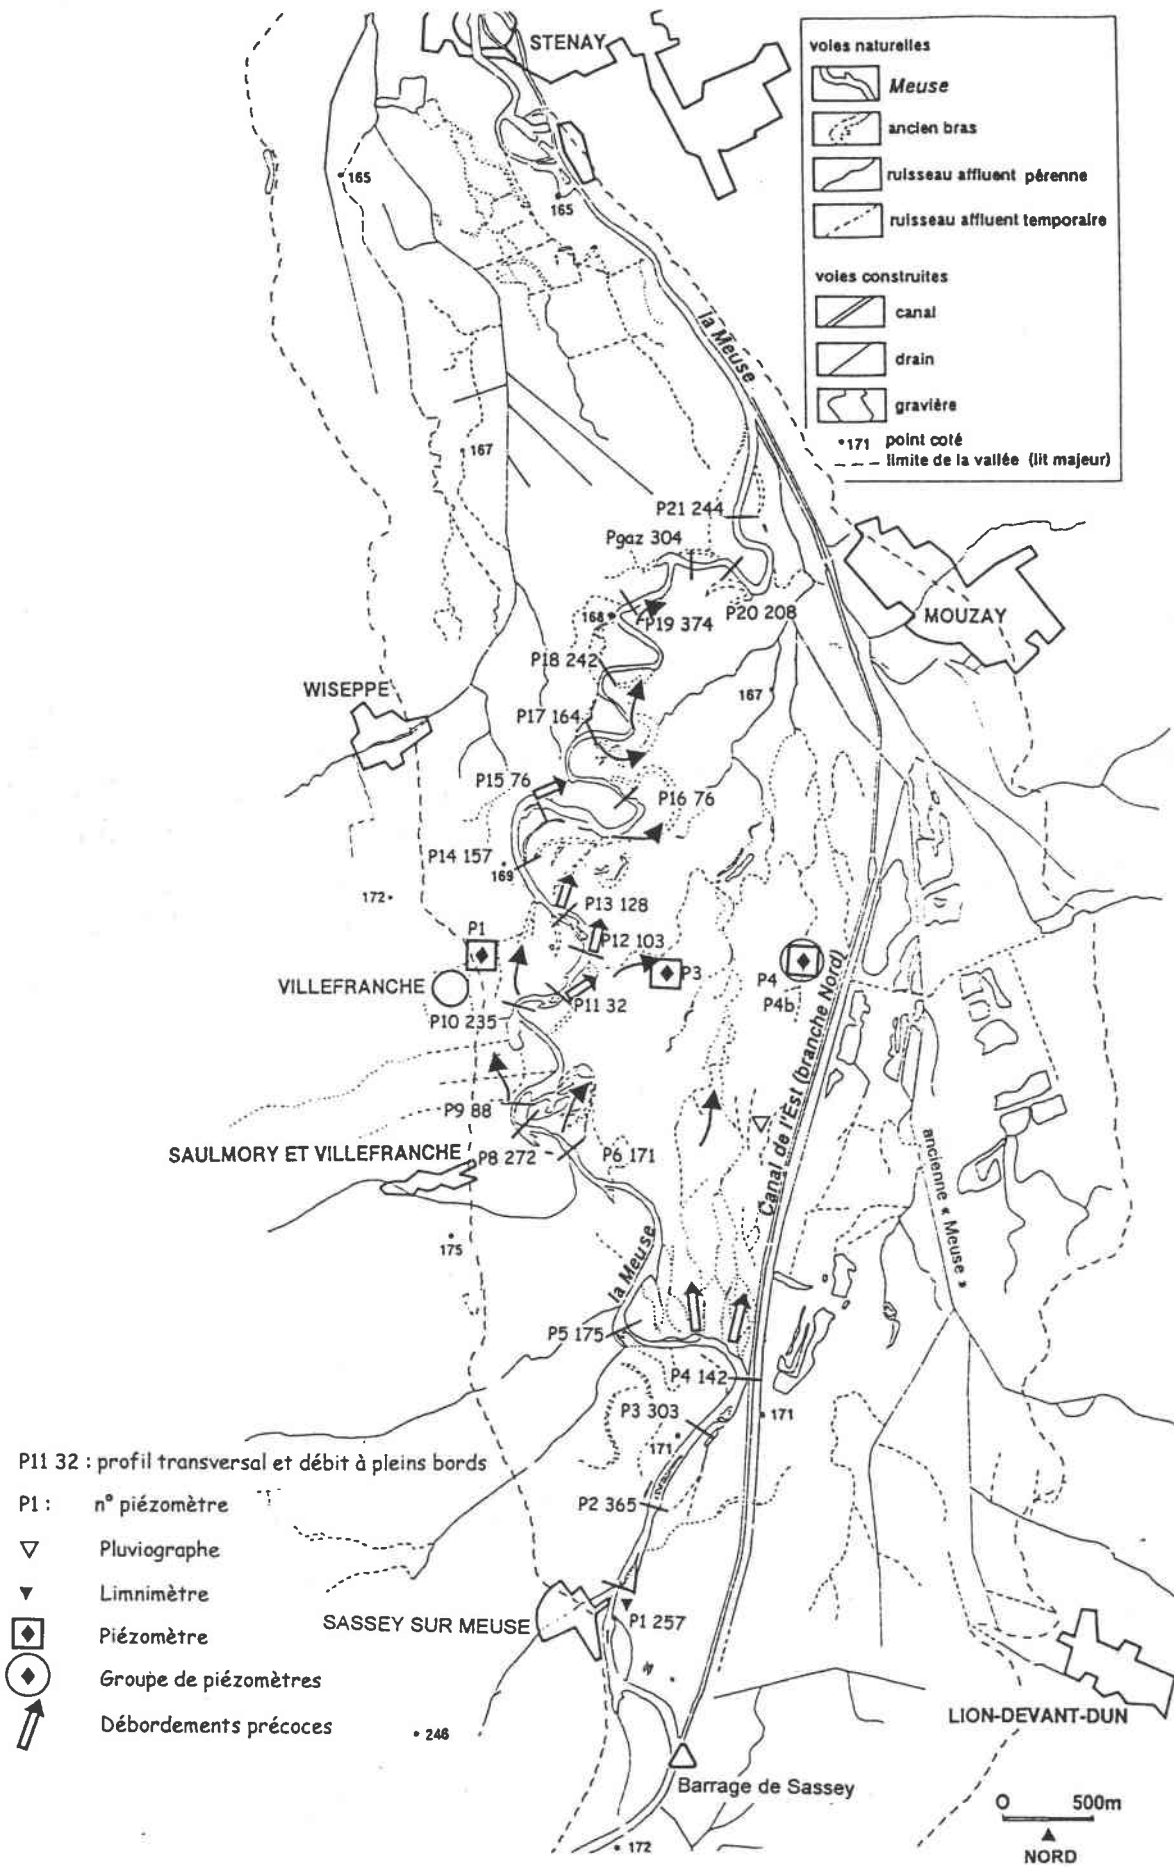 STENAY
voies naturelles
Meuse
ancien bras
ruisseau affluent pérenne
ruisseau affluent temporaire
voies construites
canal
drain
gravière
•171 point coté
limite de la vallée (lit majeur)
165
165
la Meuse
167
P21 244
Pgaz 304
P20 208
MOUZAY
168
P19 374
P18 242
WISEPPE
167
P17 164
P15 76
P16 76
P14 157
169
172
P13 128
P1
P12 103
P3
P4
P4b
VILLEFRANCHE
P11 32
P10 235
Canal de l'Est (branche Nord)
P9 88
SAULMORY ET VILLEFRANCHE
P8 272
P6 171
ancienne « Meuse »
175
la Meuse
P5 175
P4 142
P3 303
171
171
P11 32 : profil transversal et débit à pleins bords
P1 : n° piézomètre
P2 365
Pluviographe
Limnimètre
SASSEY SUR MEUSE
P1 257
Piézomètre
Groupe de piézomètres
LION-DEVANT-DUN
Débordements précoces
246
Barrage de Sassey
O 500m
172
NORD